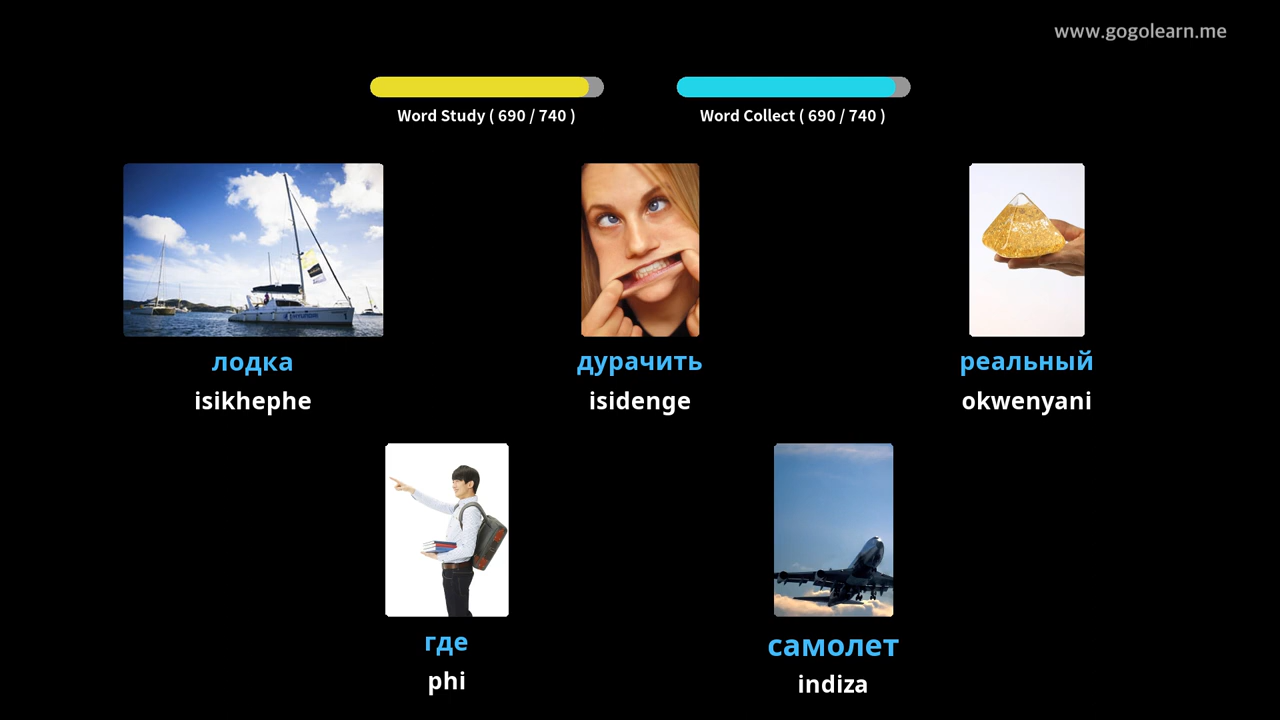 www.gogolearn.me
Word Study ( 690 / 740 )
Word Collect ( 690 / 740 )
лодка
isikhephe
дурачить
isidenge
реальный
okwenyani
где
phi
самолет
indiza